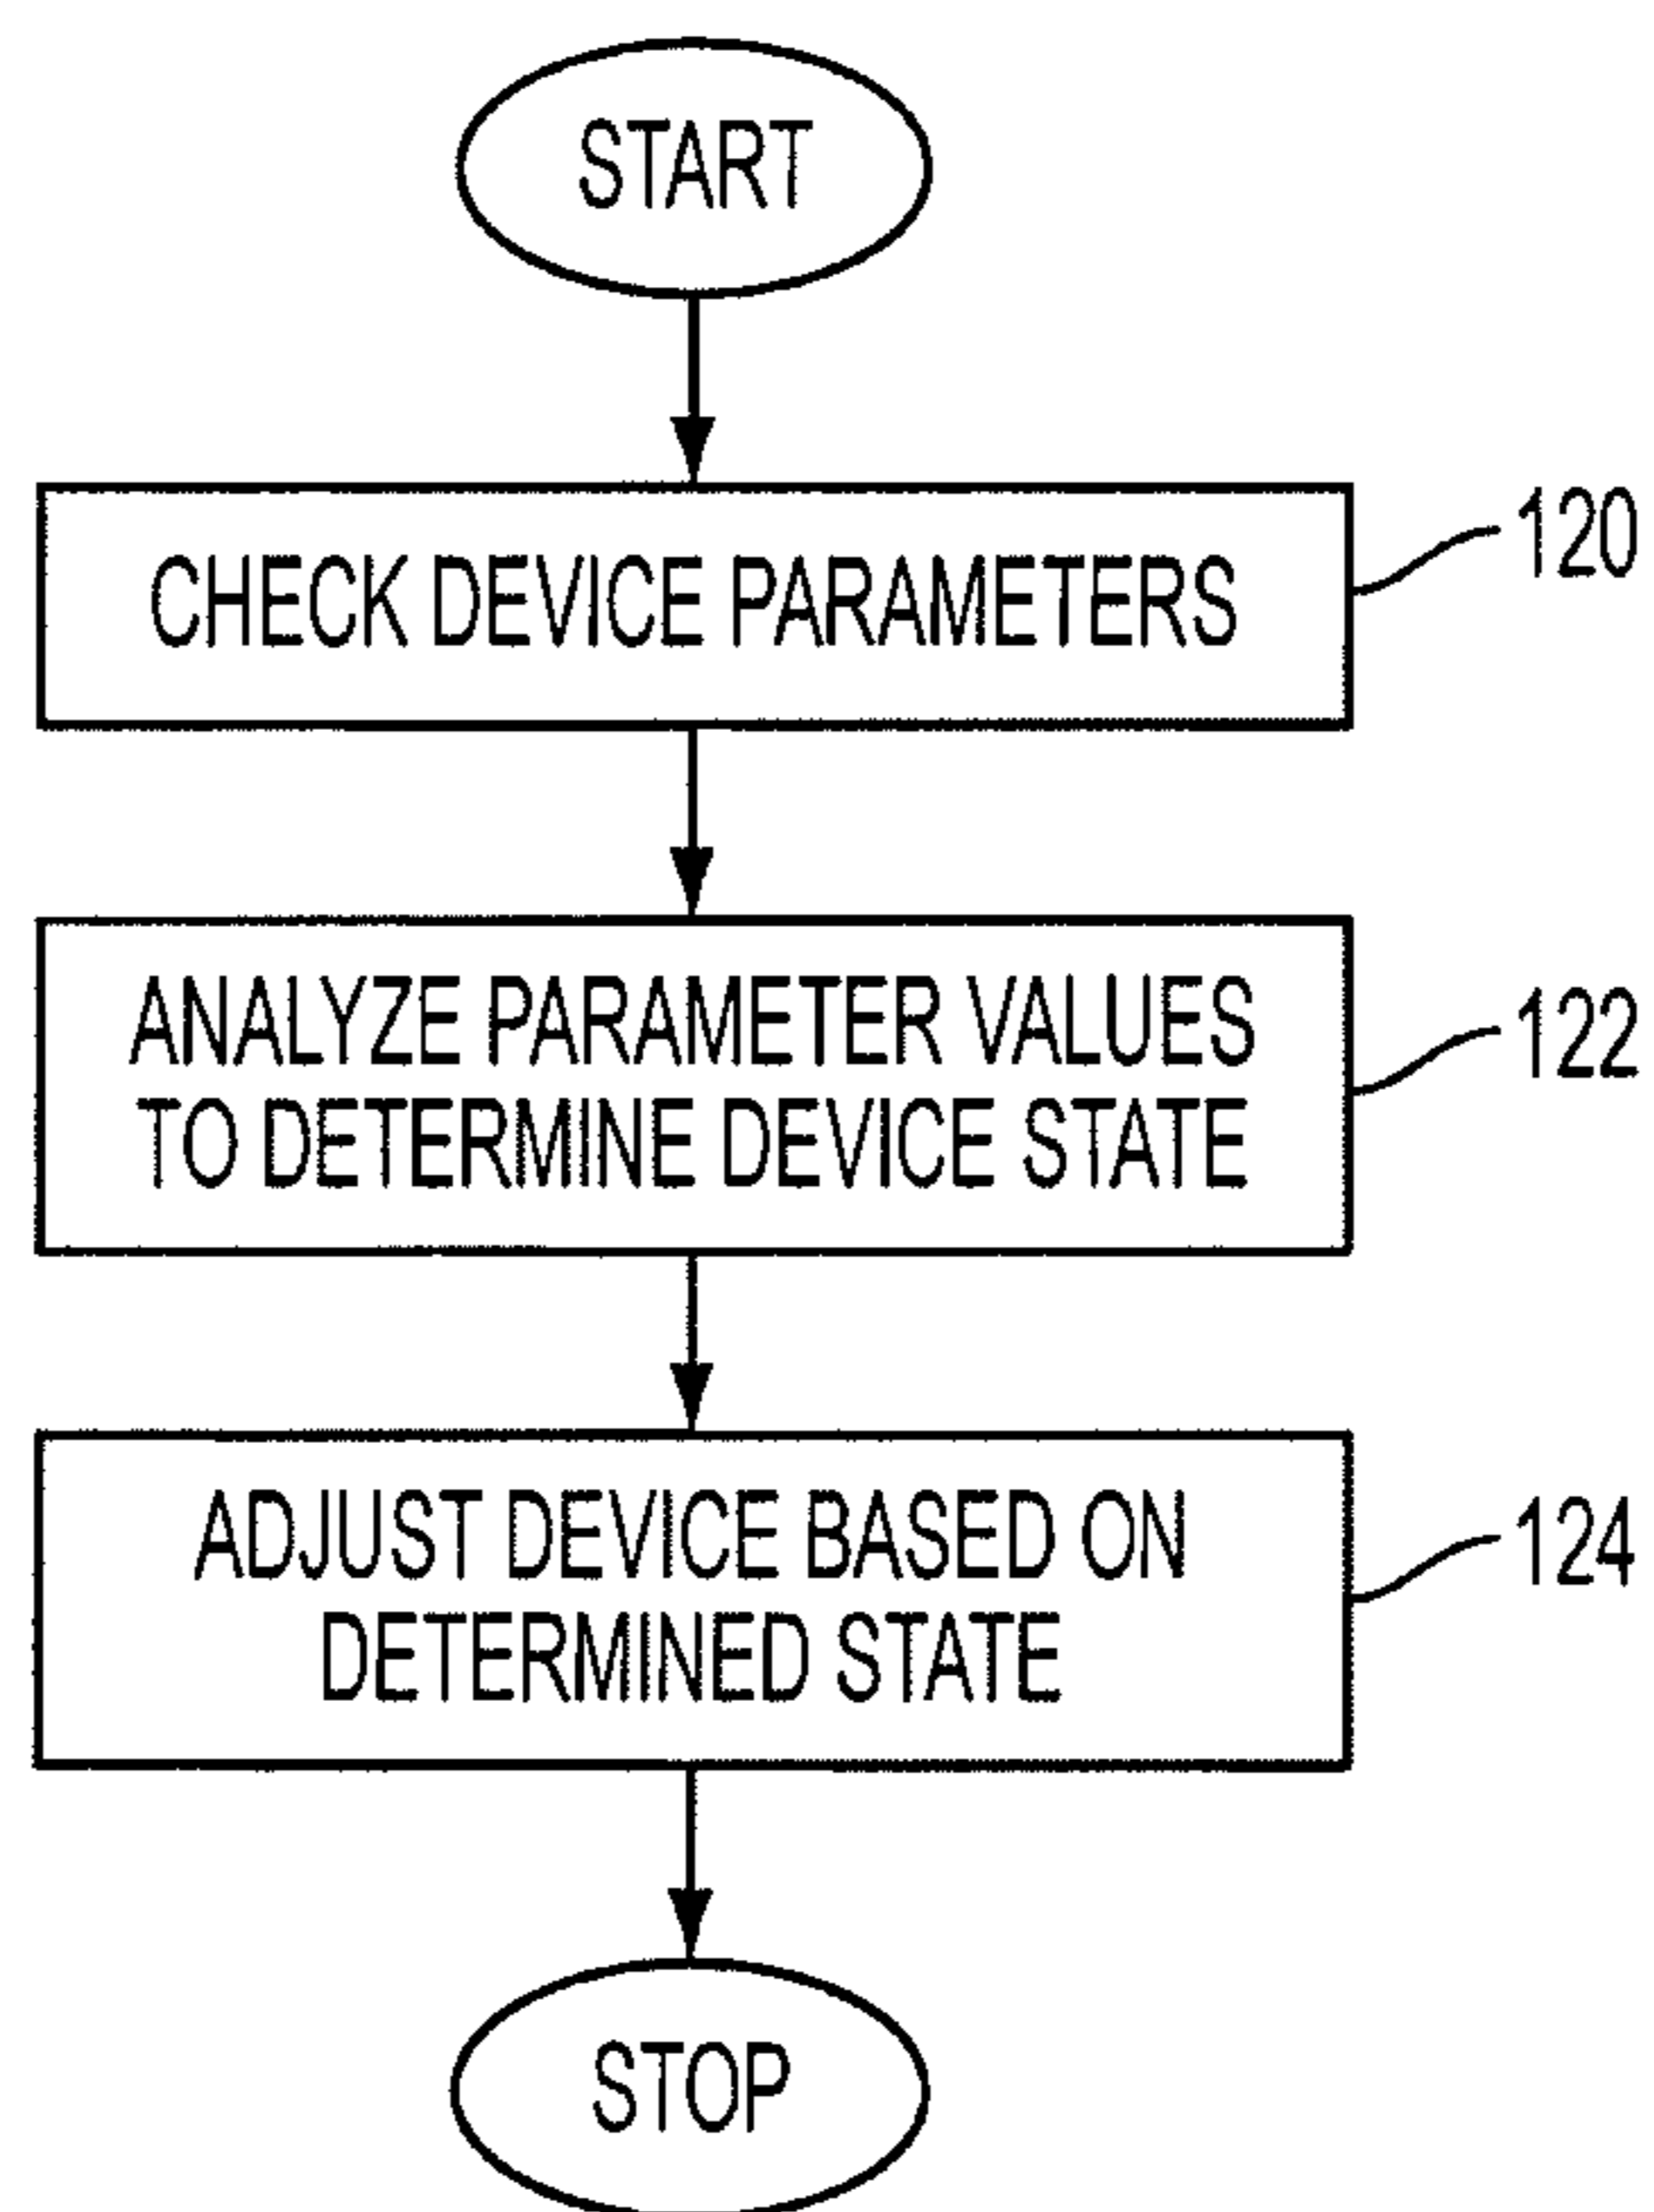 START
CHECK DEVICE PARAMETERS
120
ANALYZE PARAMETER VALUES
TO DETERMINE DEVICE STATE
122
ADJUST DEVICE BASED ON
DETERMINED STATE
124
STOP